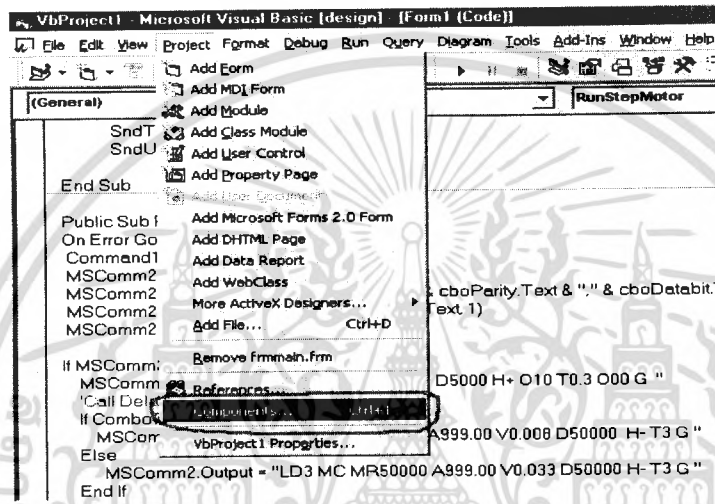 VbProject1 - Microsoft Visual Basic [design] - [Form1 (Code)]
File Edit View Project Format Debug Run Query Diagram Tools Add-Ins Window Help
(General) RunStepMotor
Add Form
Add MDI Form
Add Module
Add Class Module
Add User Control
Add Property Page
Add User Document
Add Microsoft Forms 2.0 Form
Add DHTML Page
Add Data Report
Add WebClass
More ActiveX Designers...
Add File... Ctrl+D
Remove frmmain.frm
References...
Components... Ctrl+T
VbProject1 Properties...
SndT
SndU
End Sub
Public Sub
On Error Go
Command1
MSComm2
MSComm2 & cboParity.Text & "," & cboDatabit.
MSComm2 Text, 1)
MSComm2
If MSComm
MSComm D5000 H+ O10 T0.3 O00 G "
'Call Del
If Combo
MSCom A999.00 V0.008 D50000 H- T3 G "
Else
MSComm2.Output = "LD3 MC MR50000 A999.00 V0.033 D50000 H- T3 G "
End If